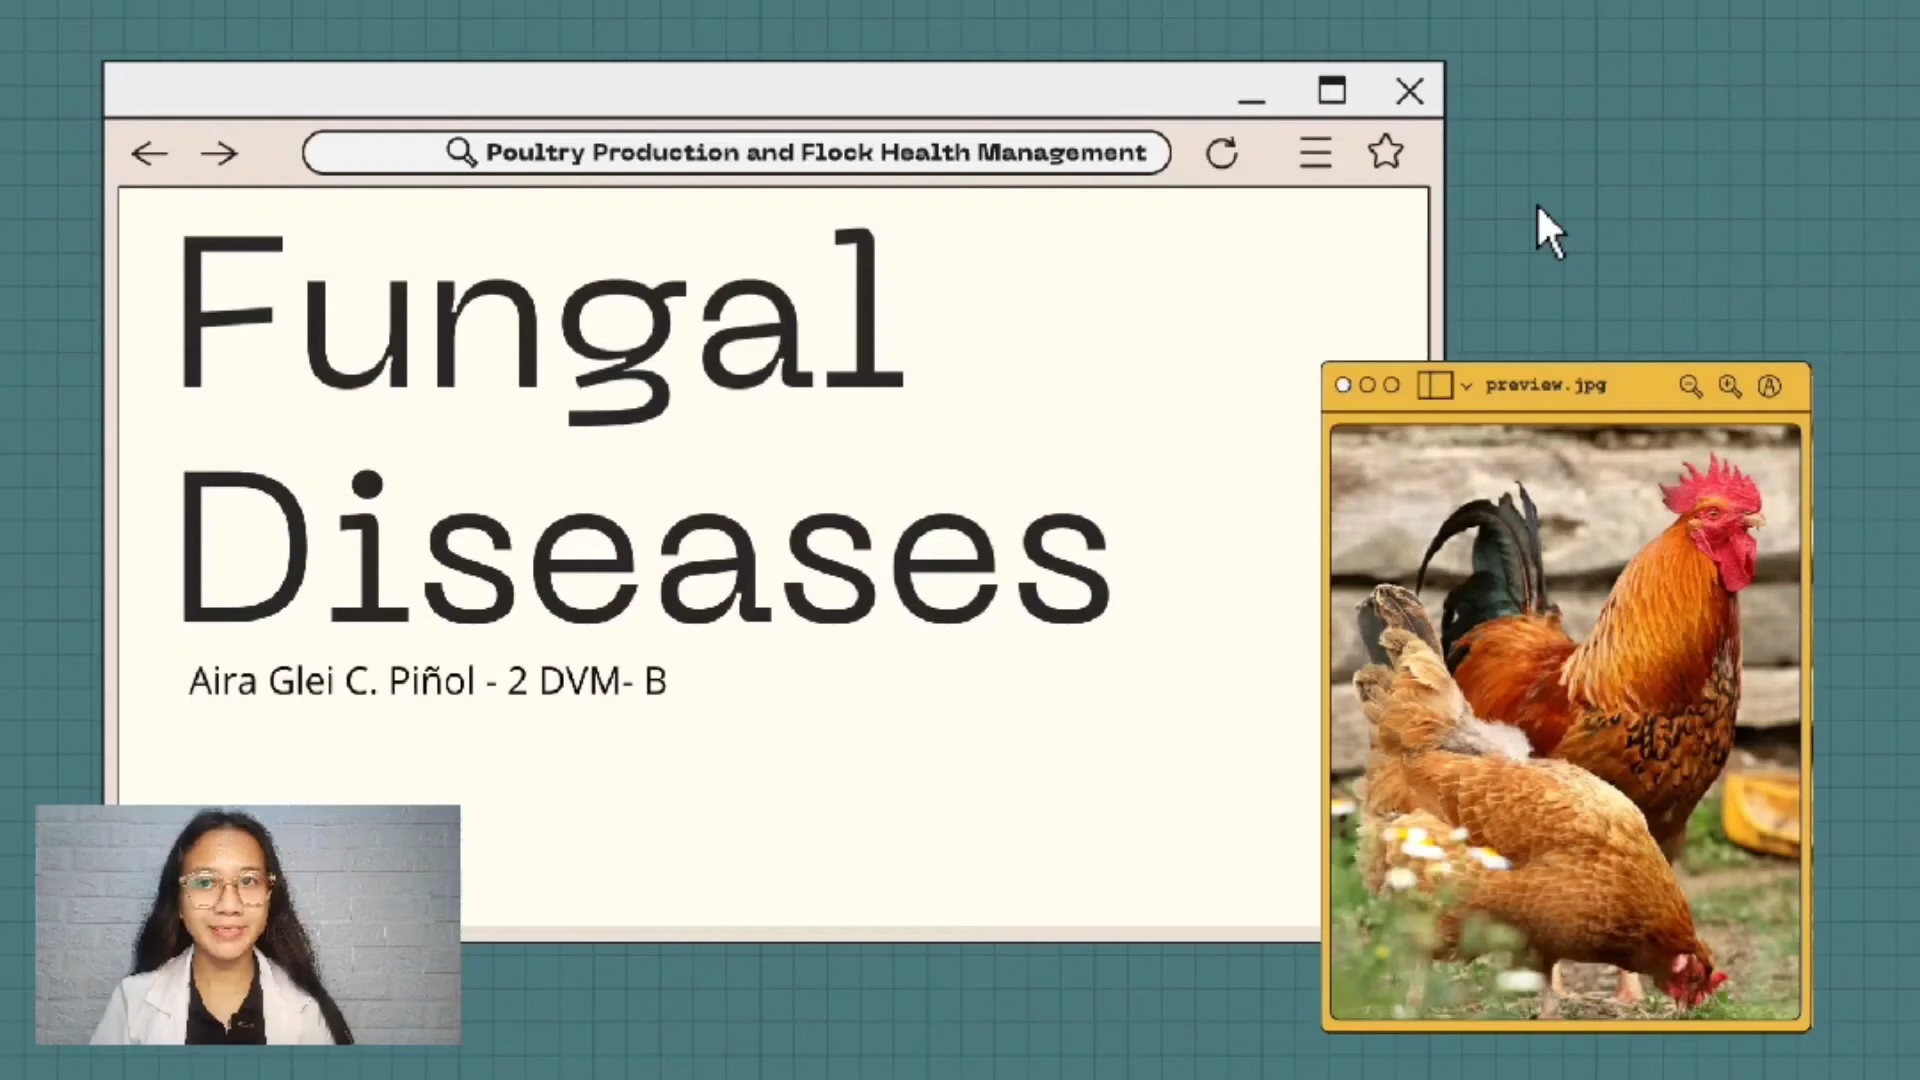 Poultry Production and Flock Health Management
Fungal
Diseases
Aira Glei C. Piñol - 2 DVM- B
preview.jpg